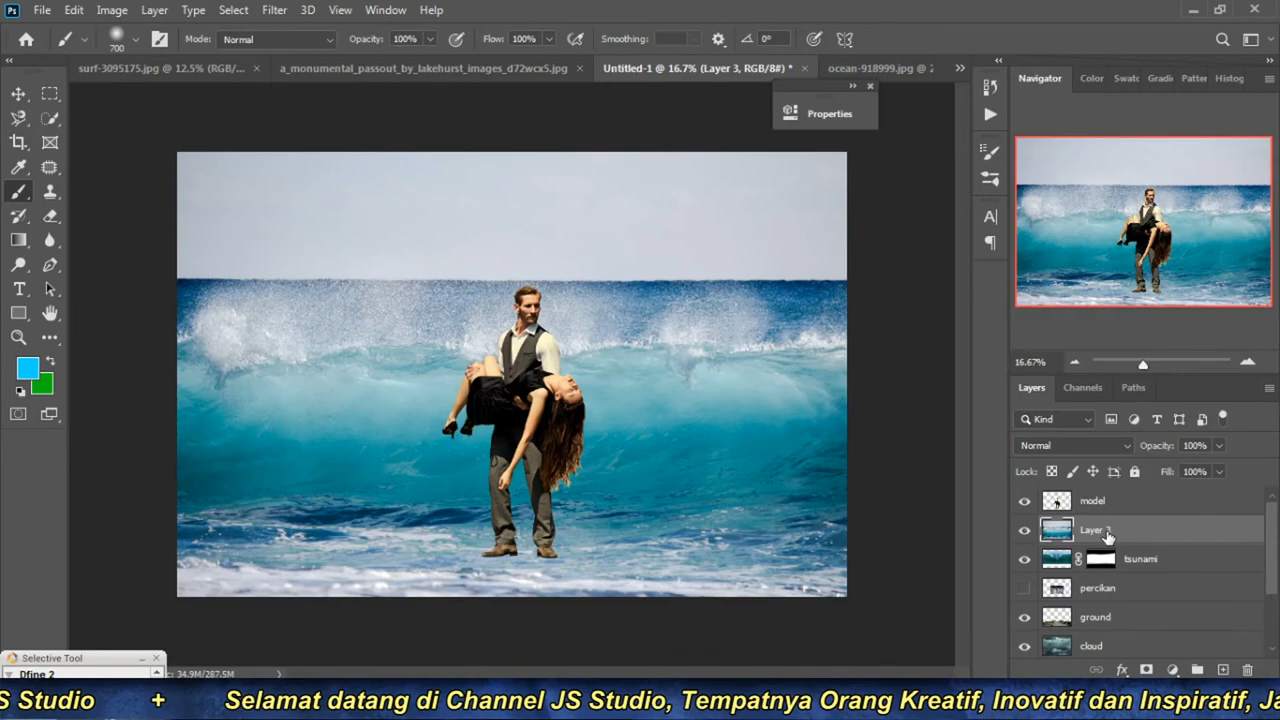 Ps File Edit Image Layer Type Select Filter 3D View Window Help
700 Mode: Normal Opacity: 100% Flow: 100% Smoothing: 0°
surf-3095175.jpg @ 12.5% (RGB/... × a_monumental_passout_by_lakehurst_images_d72wcx5.jpg × Untitled-1 @ 16.7% (Layer 3, RGB/8#) * × ocean-918999.jpg @
Properties
Navigator Color Swatc Gradi Patter Histog
16.67%
Layers Channels Paths
Kind
Normal Opacity: 100%
Lock: Fill: 100%
model
Layer 3
tsunami
percikan
ground
cloud
Selective Tool
Dfine 2
34.9M/287.5M
S Studio + Selamat datang di Channel JS Studio, Tempatnya Orang Kreatif, Inovatif dan Inspiratif, Ja